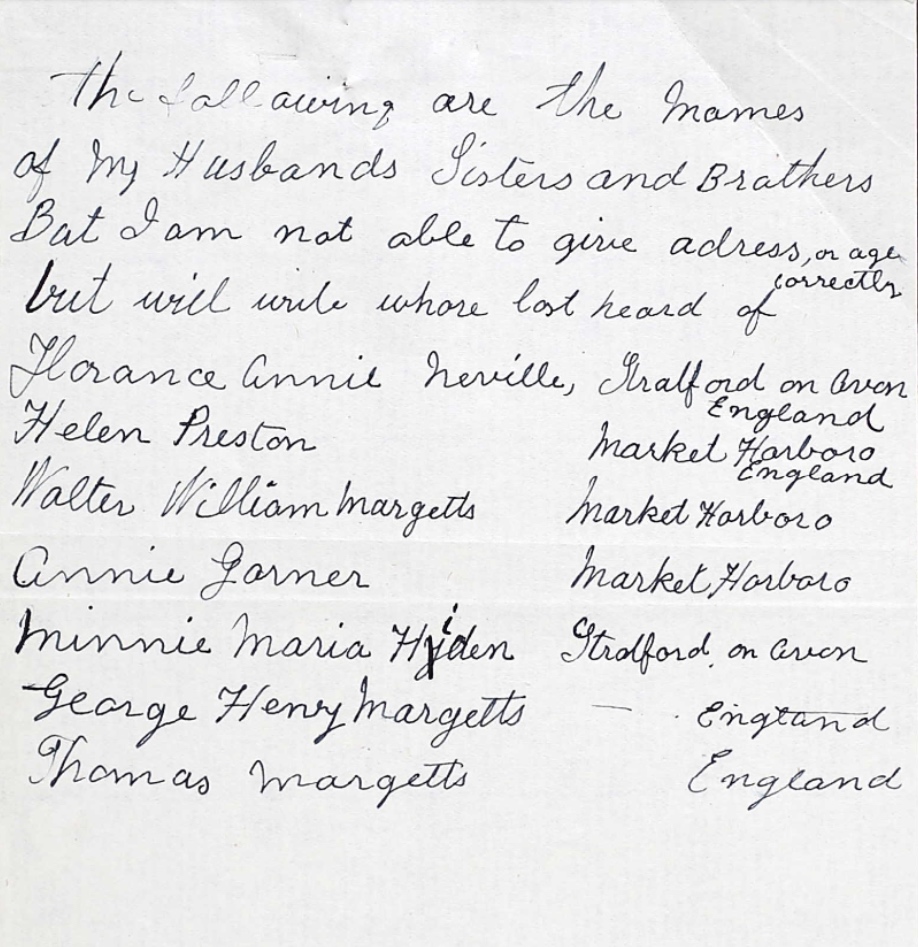 The following are the Names
of My Husbands Sisters and Brothers
But I am not able to give adress, or age
correctly
but will write whare last heard of
Florance Annie Neville, Stratford on Avon
England
Helen Preston Market Harboro
England
Walter William Margetts Market Harboro
Annie Garner Market Harboro
Minnie Maria Stratford on Avon
George Henry Margetts — England
Thomas Margetts England